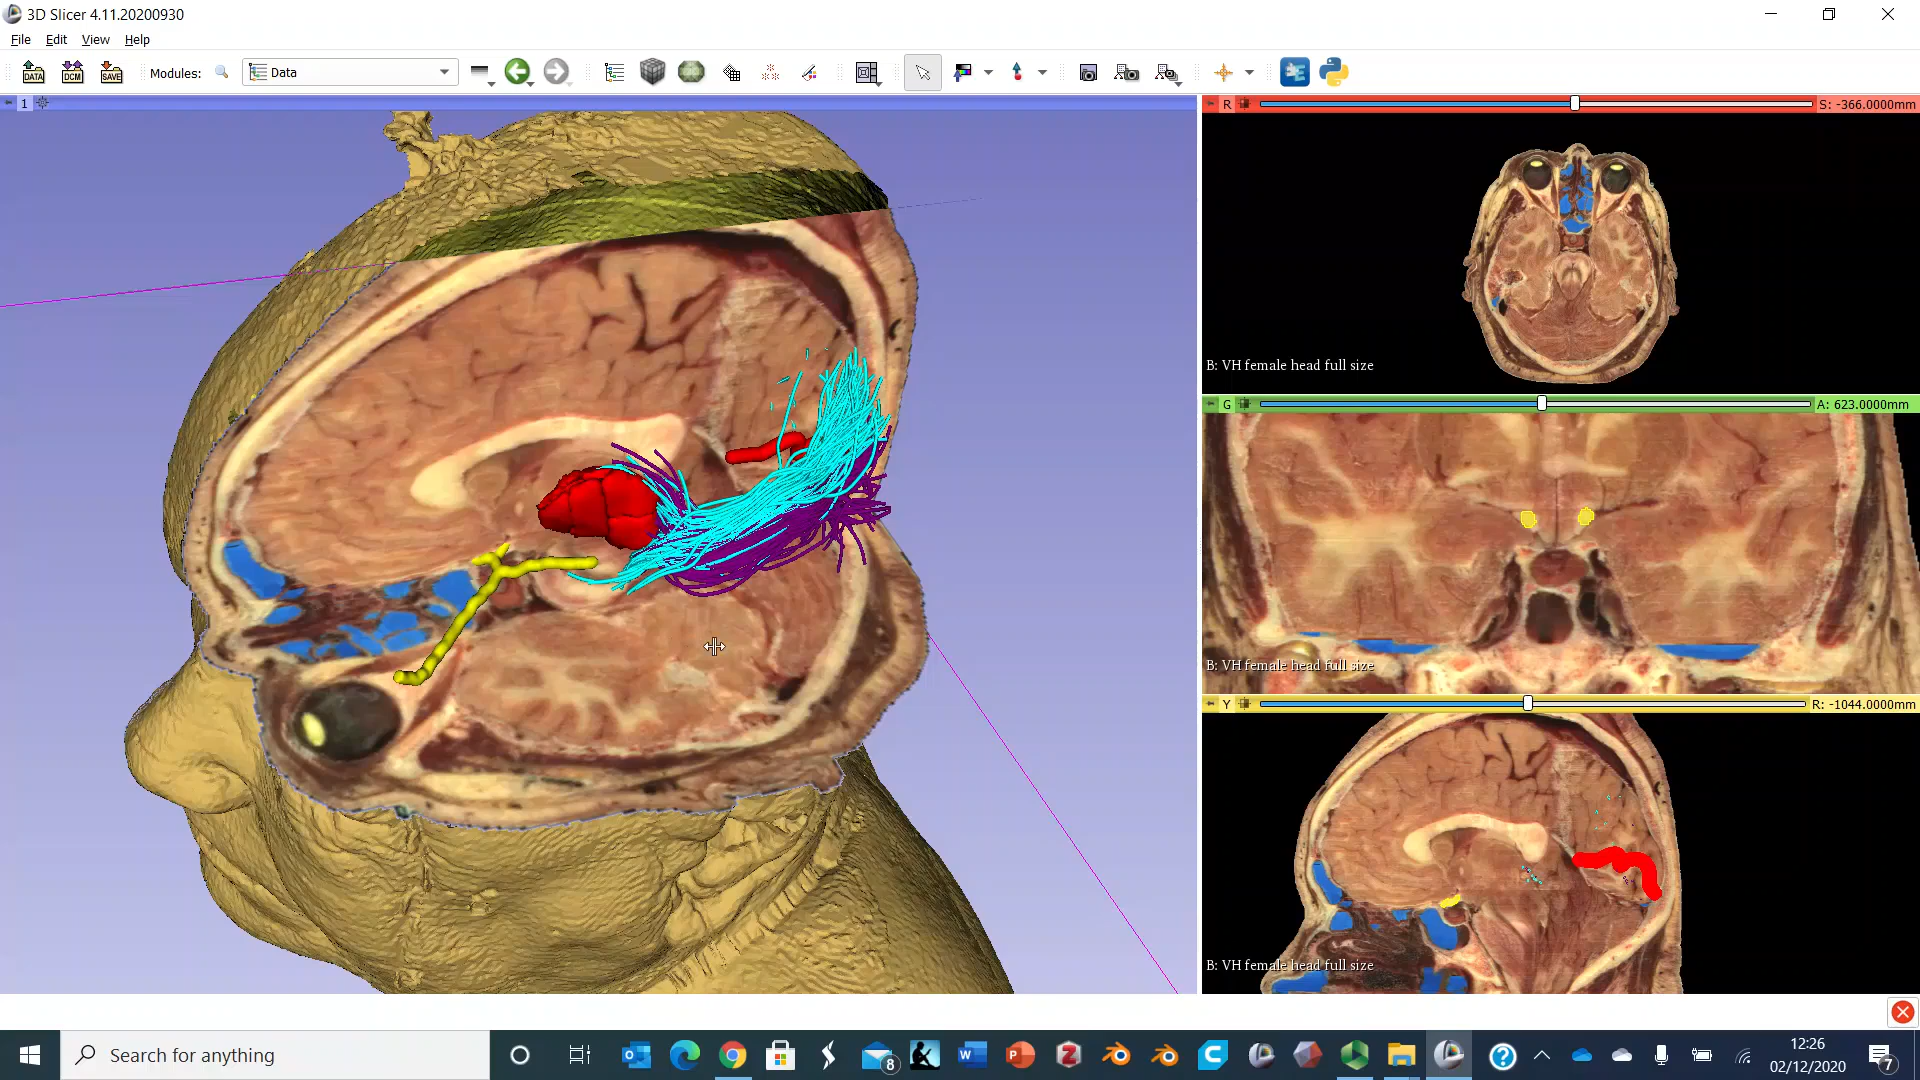 3D Slicer 4.11.20200930
File Edit View Help
DATA DCM SAVE Modules: Data
1
R S: -366.0000mm
B: VH female head full size
G A: 623.0000mm
B: VH female head full size
Y R: -1044.0000mm
B: VH female head full size
Search for anything
8
12:26
02/12/2020
7